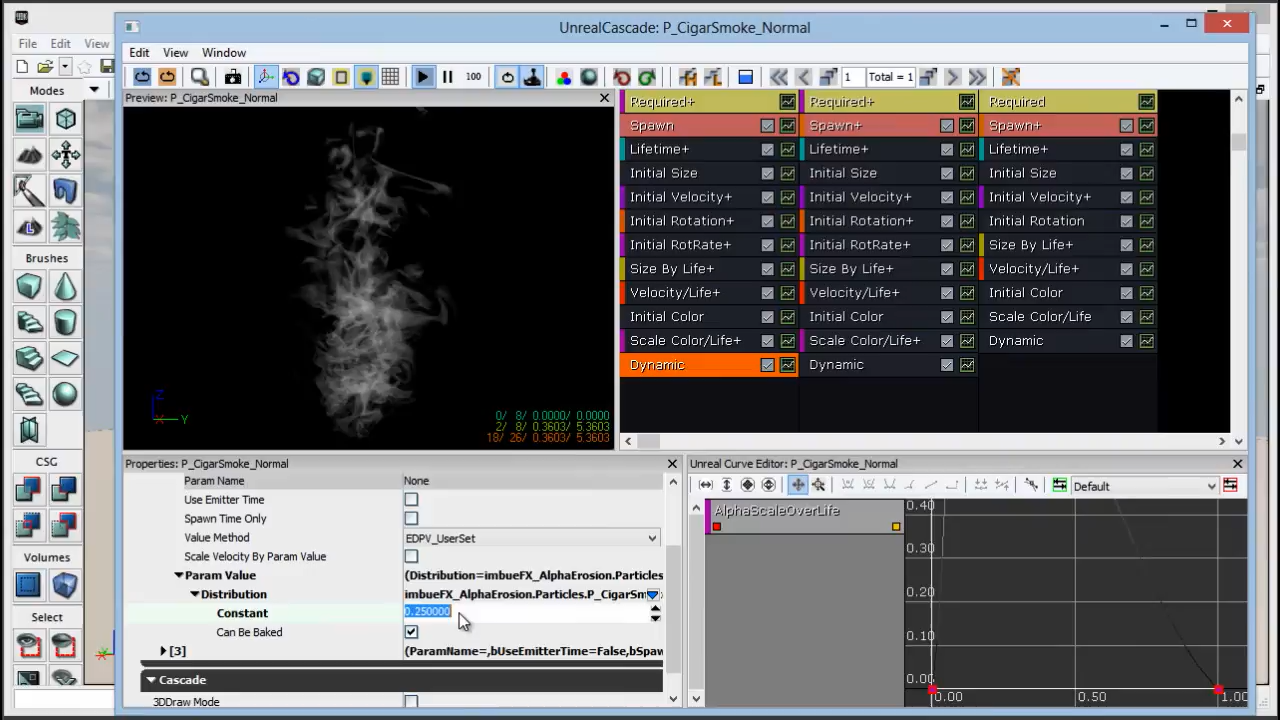 UnrealCascade: P_CigarSmoke_Normal
File Edit View
Edit View Window
100
1 Total = 1
Modes
Preview: P_CigarSmoke_Normal
Required+ Required+ Required
Spawn Spawn+ Spawn+
Lifetime+ Lifetime+ Lifetime+
Initial Size Initial Size Initial Size
Initial Velocity+ Initial Velocity+ Initial Velocity+
Initial Rotation+ Initial Rotation+ Initial Rotation
Initial RotRate+ Initial RotRate+ Size By Life+
Size By Life+ Size By Life+ Velocity/Life+
Velocity/Life+ Velocity/Life+ Initial Color
Initial Color Initial Color Scale Color/Life
Scale Color/Life+ Scale Color/Life+ Dynamic
Dynamic Dynamic
Brushes
CSG
Volumes
Select
Z
X Y
0/ 8/ 0.0000/ 0.0000
2/ 8/ 0.3603/ 5.3603
18/ 26/ 0.3603/ 5.3603
Properties: P_CigarSmoke_Normal
Param Name None
Use Emitter Time
Spawn Time Only
Value Method EDPV_UserSet
Scale Velocity By Param Value
Param Value (Distribution=imbueFX_AlphaErosion.Particles
Distribution imbueFX_AlphaErosion.Particles.P_CigarSm
Constant 0.250000
Can Be Baked
[3] (ParamName=,bUseEmitterTime=False,bSpaw
Cascade
3DDraw Mode
Unreal Curve Editor: P_CigarSmoke_Normal
Default
AlphaScaleOverLife
0.40
0.30
0.20
0.10
0.00
0.00 0.50 1.00